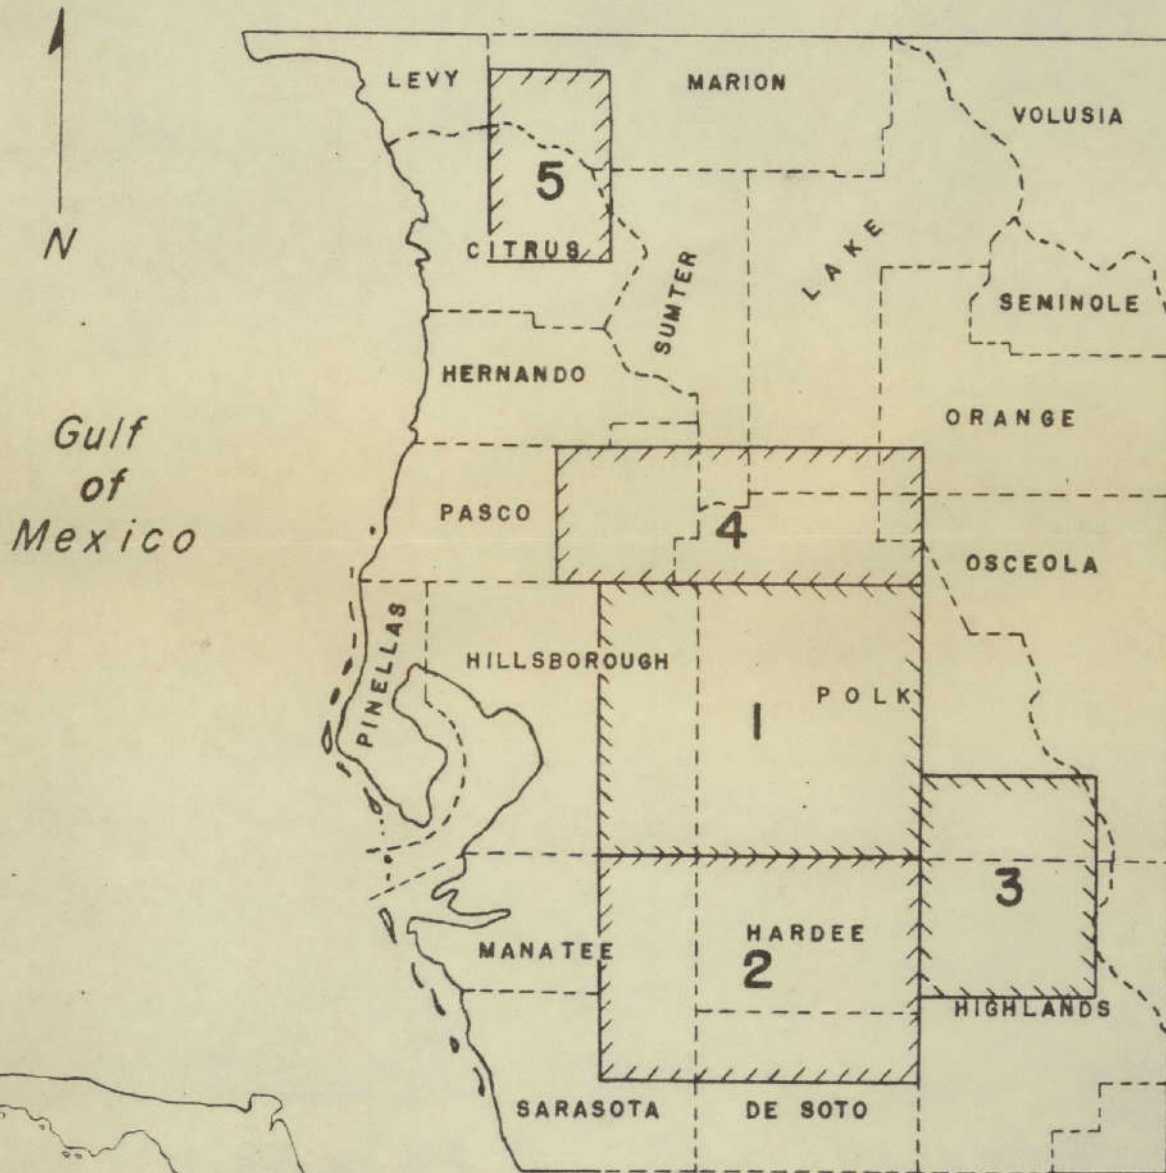 LEVY
MARION
VOLUSIA
5
N
CITRUS
SUMTER
LAKE
SEMINOLE
HERNANDO
Gulf
of
Mexico
ORANGE
PASCO
4
OSCEOLA
PINELLAS
HILLSBOROUGH
POLK
1
3
HARDEE
MANATEE
2
HIGHLANDS
SARASOTA
DE SOTO